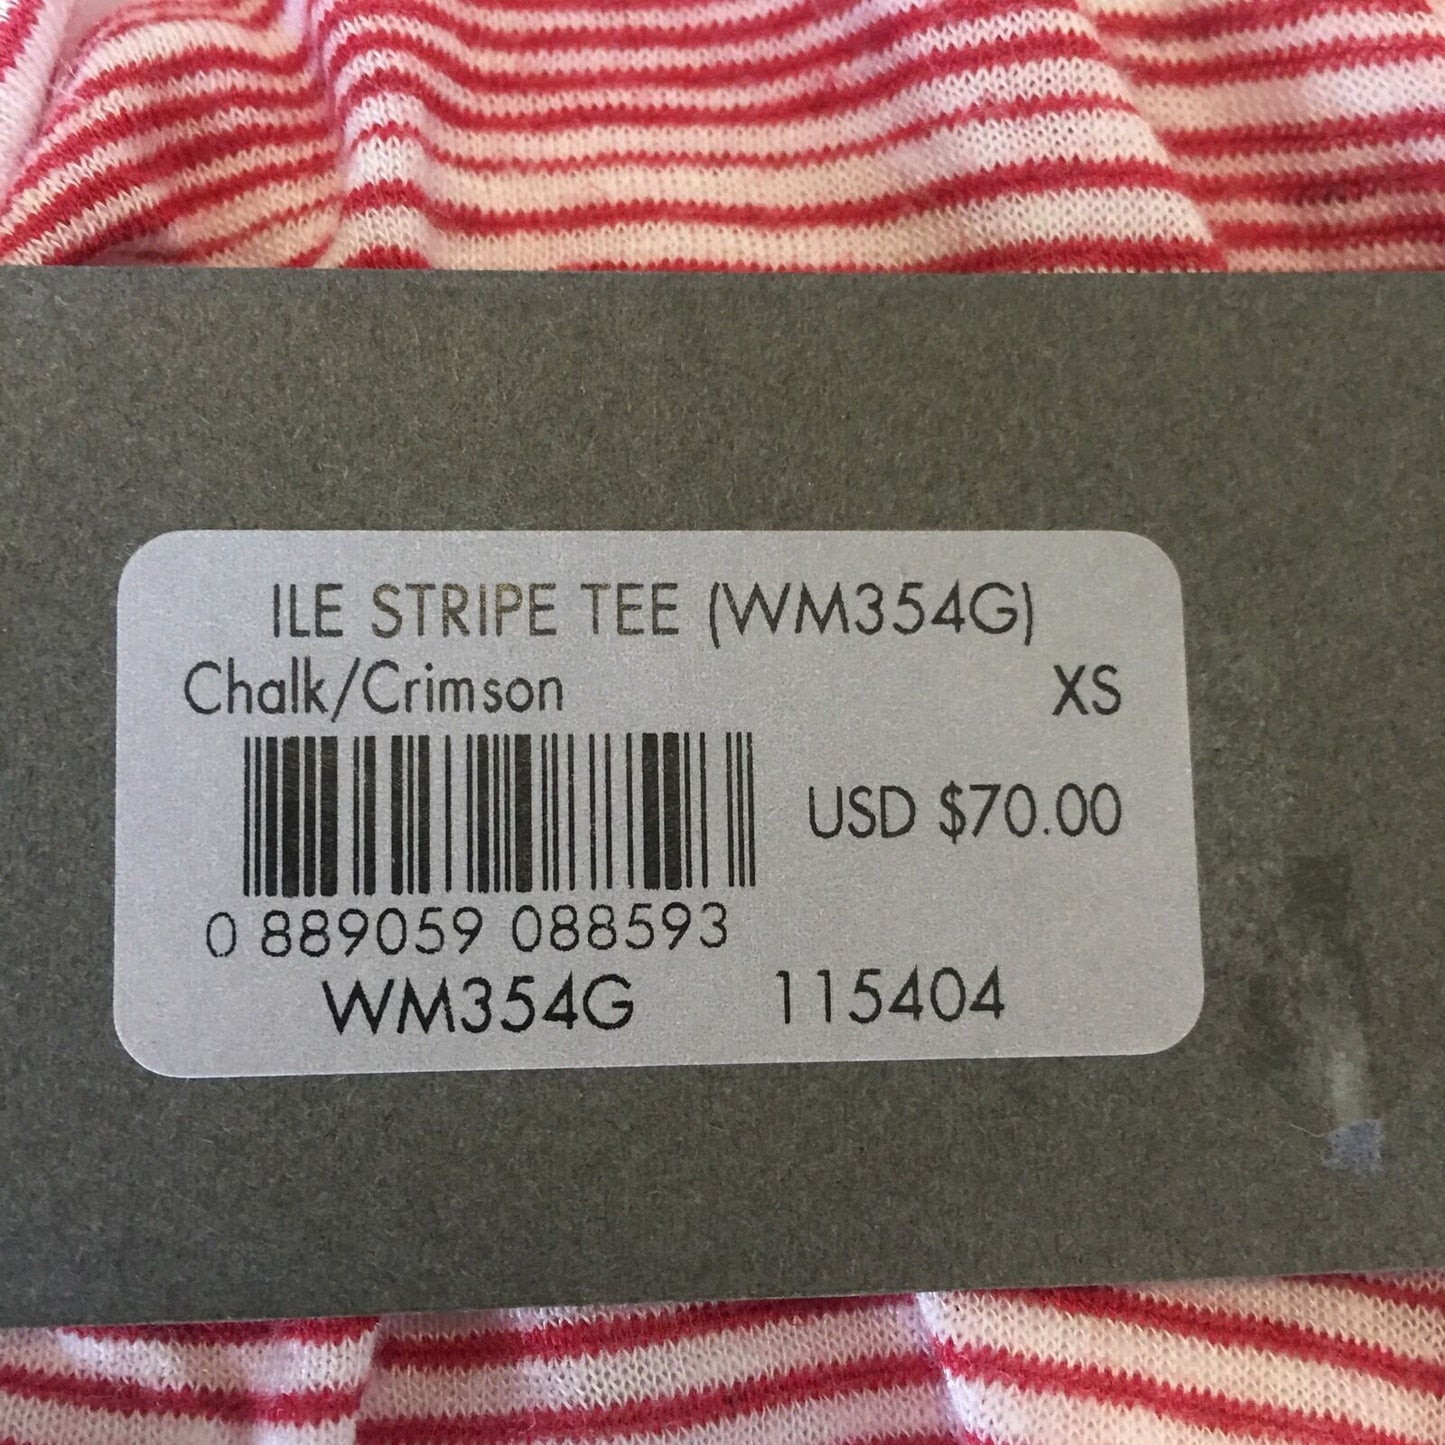 ILE STRIPE TEE (WM354G)
Chalk/Crimson XS
USD $70.00
0 889059 088593
WM354G 115404